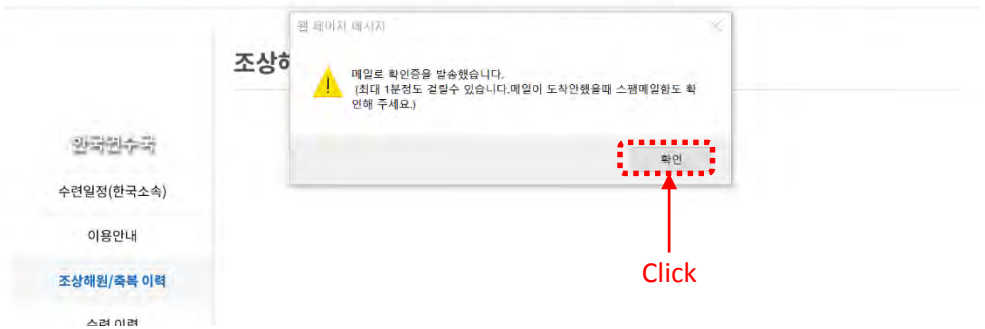 웹 페이지 메시지
조상해
메일로 확인증을 발송했습니다.
(최대 1분정도 걸릴수 있습니다.메일이 도착안했을때 스팸메일함도 확
인해 주세요.)
확인
한국연수국
수련일정(한국소속)
이용안내
조상해원/축복 이력
수련 이력
Click